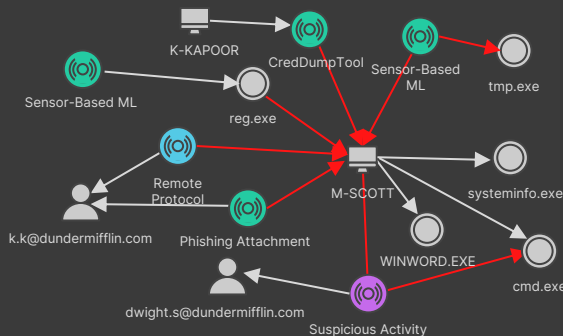 K-KAPOOR
CredDumpTool
Sensor-Based
ML
tmp.exe
Sensor-Based ML
reg.exe
Remote
Protocol
M-SCOTT
systeminfo.exe
k.k@dundermifflin.com
Phishing Attachment
WINWORD.EXE
cmd.exe
dwight.s@dundermifflin.com
Suspicious Activity